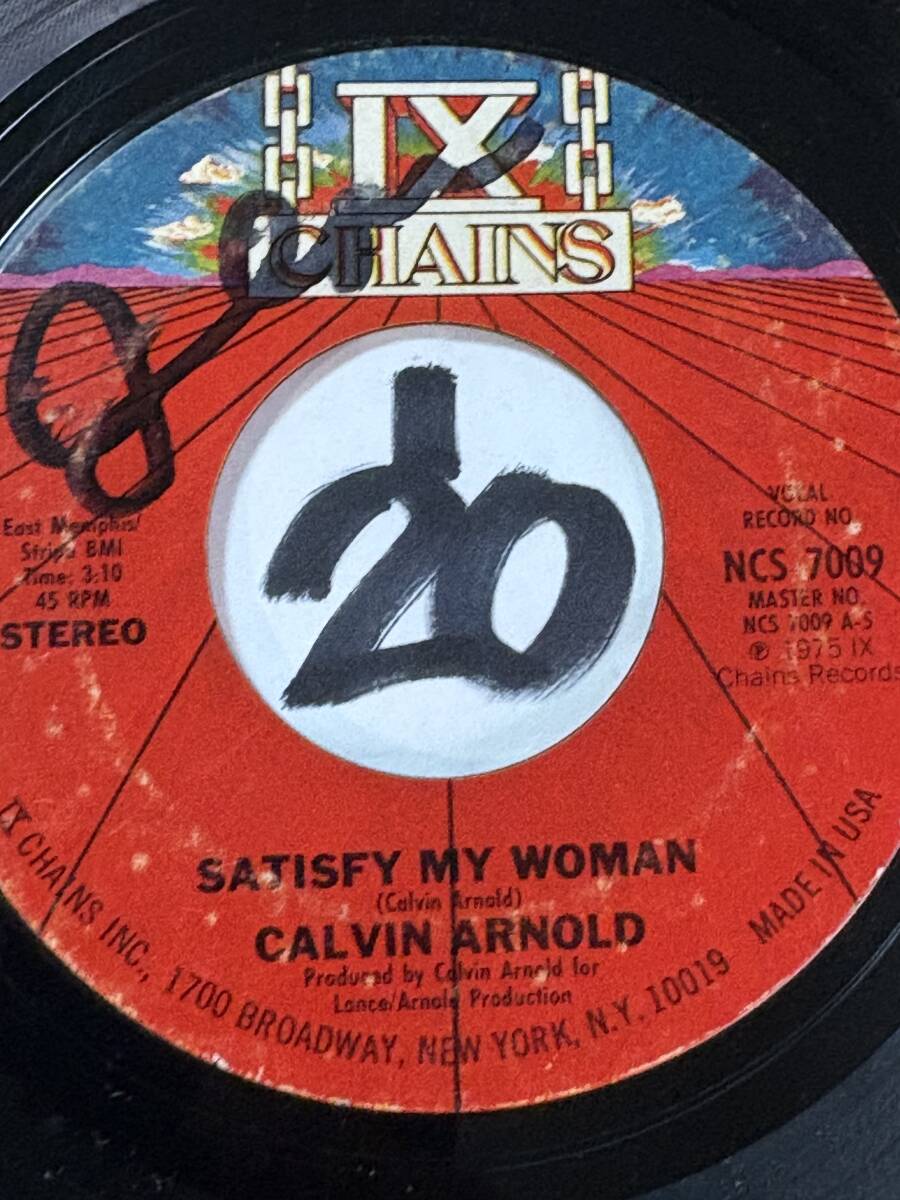 IX
CHAINS
20
East Memphis/
Stripe BMI
Time: 3:10
45 RPM
STEREO
VOCAL
RECORD NO.
NCS 7009
MASTER NO.
NCS 7009 A-S
℗ 1975 IX
Chains Records
SATISFY MY WOMAN
(Calvin Arnold)
CALVIN ARNOLD
Produced by Calvin Arnold for
Lance/Arnold Production
IX CHAINS INC., 1700 BROADWAY, NEW YORK, N.Y. 10019 MADE IN USA